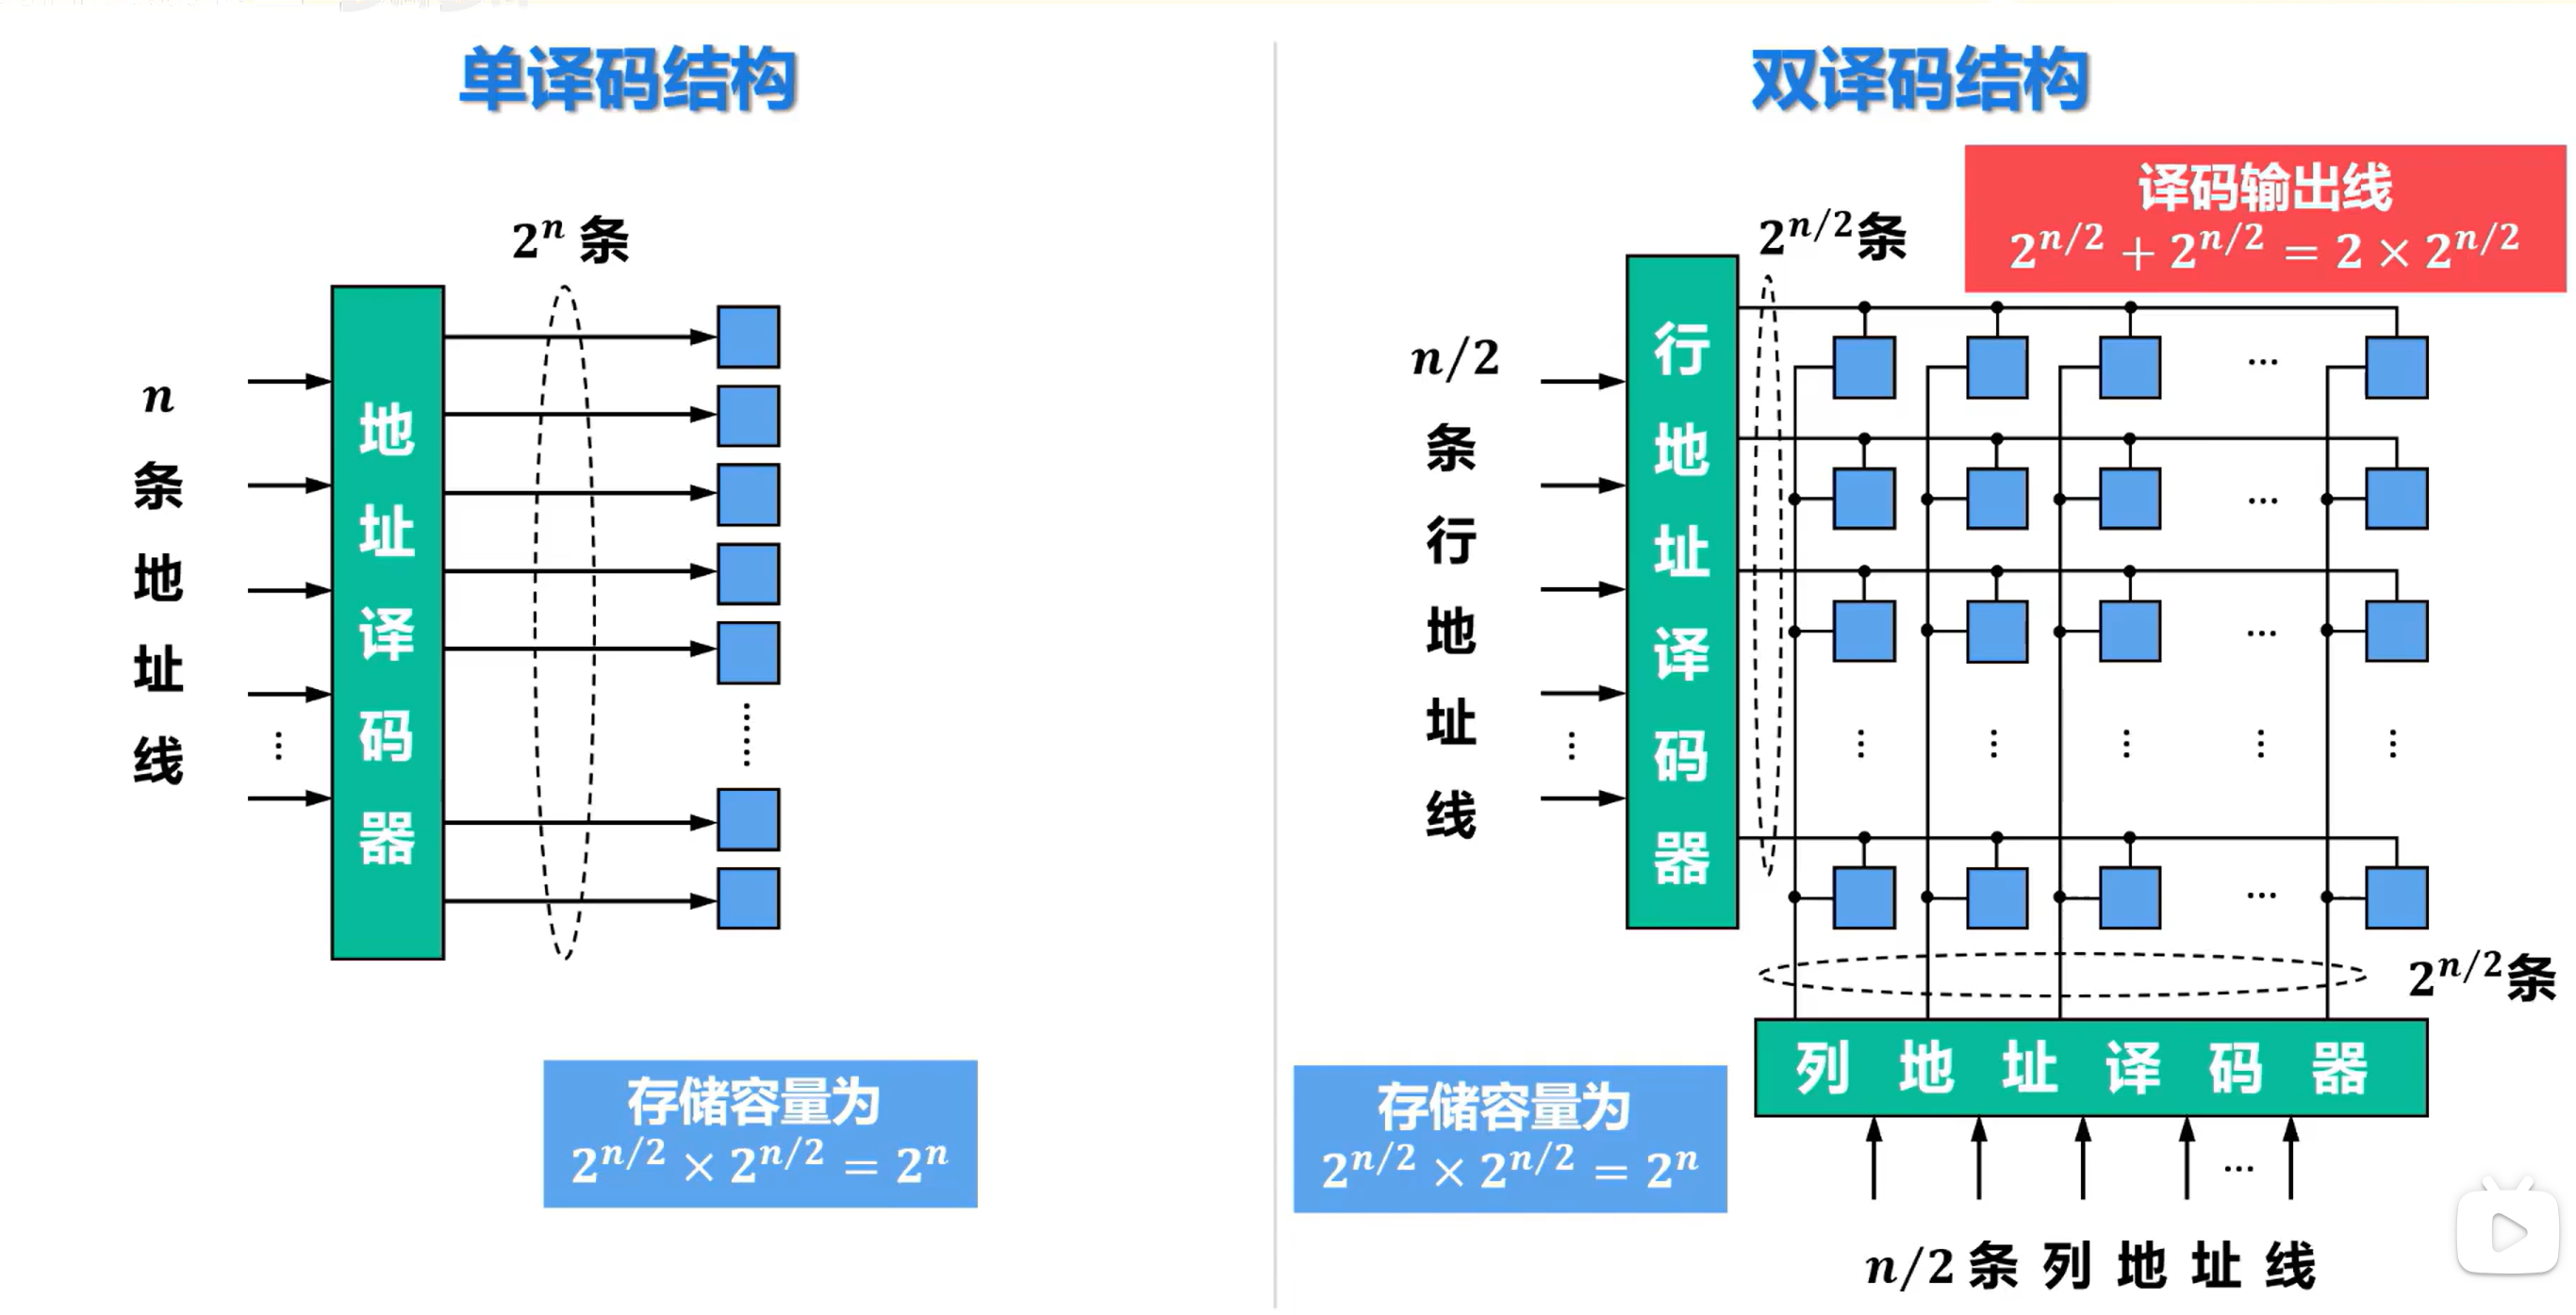 单译码结构
2ⁿ 条
n
条
地
址
线
⋮
地
址
译
码
器
⋮
存储容量为
2^{n/2} × 2^{n/2} = 2^n
双译码结构
译码输出线
2^{n/2} + 2^{n/2} = 2 × 2^{n/2}
2^{n/2}条
n/2
条
行
地
址
线
⋮
行
地
址
译
码
器
…
…
…
⋮ ⋮ ⋮ ⋮ ⋮
…
2^{n/2}条
列地址译码器
…
n/2条列地址线
存储容量为
2^{n/2} × 2^{n/2} = 2^n